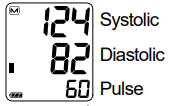 M
124 Systolic
82 Diastolic
60 Pulse